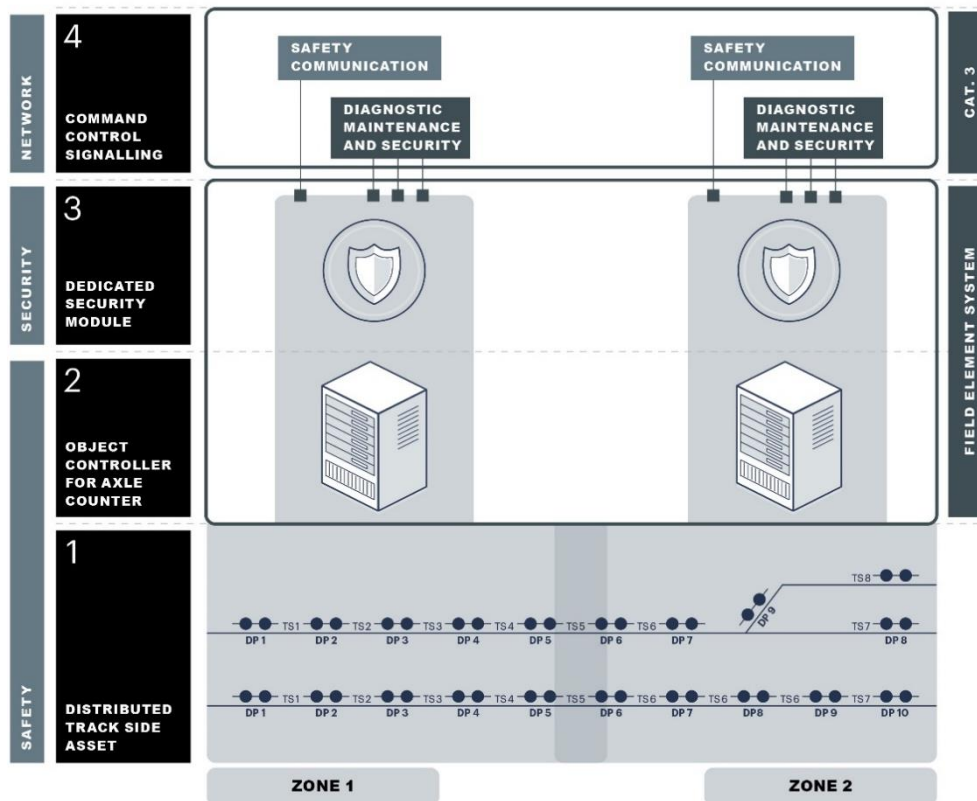 NETWORK
4
COMMAND
CONTROL
SIGNALLING
SAFETY
COMMUNICATION
DIAGNOSTIC
MAINTENANCE
AND SECURITY
SAFETY
COMMUNICATION
DIAGNOSTIC
MAINTENANCE
AND SECURITY
CAT. 3
SECURITY
3
DEDICATED
SECURITY
MODULE
FIELD ELEMENT SYSTEM
SAFETY
2
OBJECT
CONTROLLER
FOR AXLE
COUNTER
1
DISTRIBUTED
TRACK SIDE
ASSET
TS8
DP 9
TS1 TS2 TS3 TS4 TS5 TS6 TS7
DP 1 DP 2 DP 3 DP 4 DP 5 DP 6 DP 7 DP 8
TS1 TS2 TS3 TS4 TS5 TS6 TS6 TS6 TS7
DP 1 DP 2 DP 3 DP 4 DP 5 DP 6 DP 7 DP8 DP 9 DP 10
ZONE 1 ZONE 2